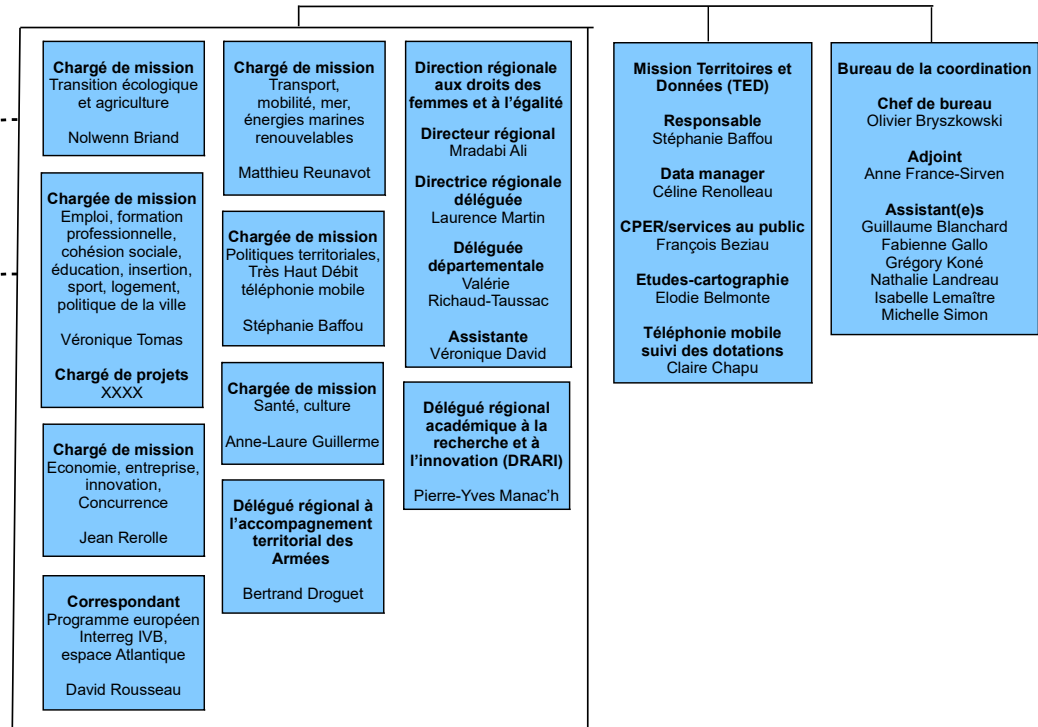 Chargé de mission
Transition écologique
et agriculture
Nolwenn Briand
Chargée de mission
Emploi, formation
professionnelle,
cohésion sociale,
éducation, insertion,
sport, logement,
politique de la ville
Véronique Tomas
Chargé de projets
XXXX
Chargé de mission
Economie, entreprise,
innovation,
Concurrence
Jean Rerolle
Correspondant
Programme européen
Interreg IVB,
espace Atlantique
David Rousseau
Chargé de mission
Transport,
mobilité, mer,
énergies marines
renouvelables
Matthieu Reunavot
Chargée de mission
Politiques territoriales,
Très Haut Débit
téléphonie mobile
Stéphanie Baffou
Chargée de mission
Santé, culture
Anne-Laure Guillerme
Délégué régional à
l’accompagnement
territorial des
Armées
Bertrand Droguet
Direction régionale
aux droits des
femmes et à l’égalité
Directeur régional
Mradabi Ali
Directrice régionale
déléguée
Laurence Martin
Déléguée
départementale
Valérie
Richaud-Taussac
Assistante
Véronique David
Délégué régional
académique à la
recherche et à
l’innovation (DRARI)
Pierre-Yves Manac’h
Mission Territoires et
Données (TED)
Responsable
Stéphanie Baffou
Data manager
Céline Renolleau
CPER/services au public
François Beziau
Etudes-cartographie
Elodie Belmonte
Téléphonie mobile
suivi des dotations
Claire Chapu
Bureau de la coordination
Chef de bureau
Olivier Bryszkowski
Adjoint
Anne France-Sirven
Assistant(e)s
Guillaume Blanchard
Fabienne Gallo
Grégory Koné
Nathalie Landreau
Isabelle Lemaître
Michelle Simon